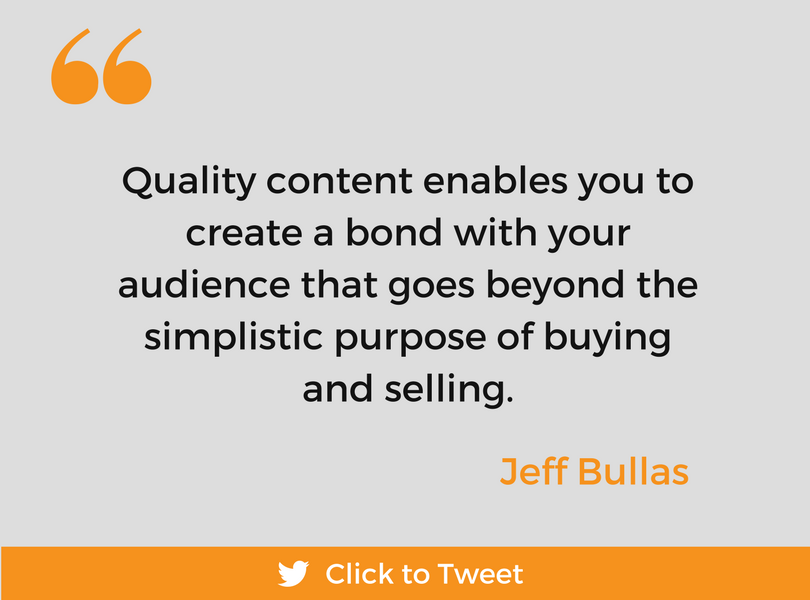 “
Quality content enables you to
create a bond with your
audience that goes beyond the
simplistic purpose of buying
and selling.
Jeff Bullas
Click to Tweet